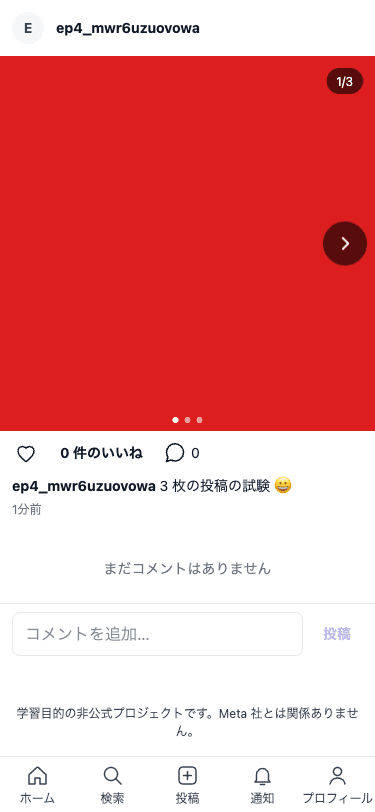 E ep4_mwr6uzuovowa
1/3
0 件のいいね 0
ep4_mwr6uzuovowa 3 枚の投稿の試験 😀
1分前
まだコメントはありません
コメントを追加... 投稿
学習目的の非公式プロジェクトです。Meta 社とは関係ありませ
ん。
ホーム 検索 投稿 通知 プロフィール